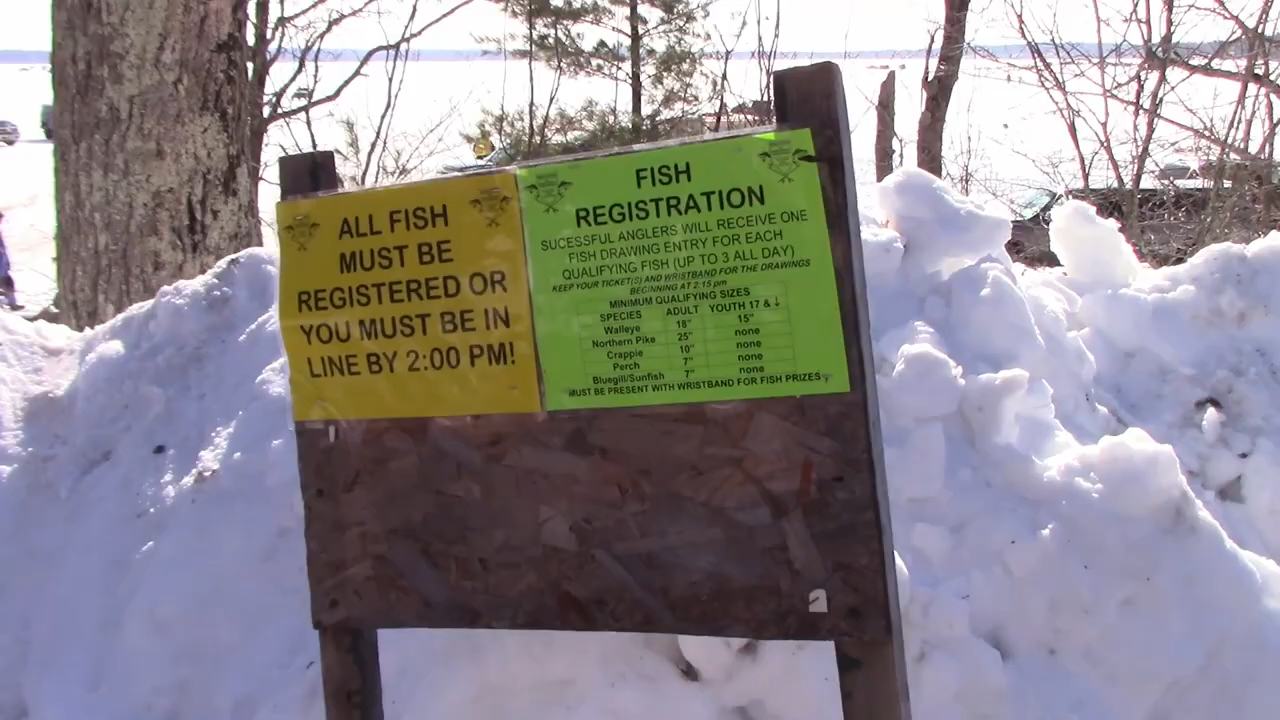 ALL FISH
MUST BE
REGISTERED OR
YOU MUST BE IN
LINE BY 2:00 PM!
FISH
REGISTRATION
SUCESSFUL ANGLERS WILL RECEIVE ONE
FISH DRAWING ENTRY FOR EACH
QUALIFYING FISH (UP TO 3 ALL DAY)
KEEP YOUR TICKET(S) AND WRISTBAND FOR THE DRAWINGS
BEGINNING AT 2:15 pm
MINIMUM QUALIFYING SIZES
SPECIES ADULT YOUTH 17 & ↓
Walleye 18" 15"
Northern Pike 25" none
Crappie 10" none
Perch 7" none
Bluegill/Sunfish 7" none
MUST BE PRESENT WITH WRISTBAND FOR FISH PRIZES